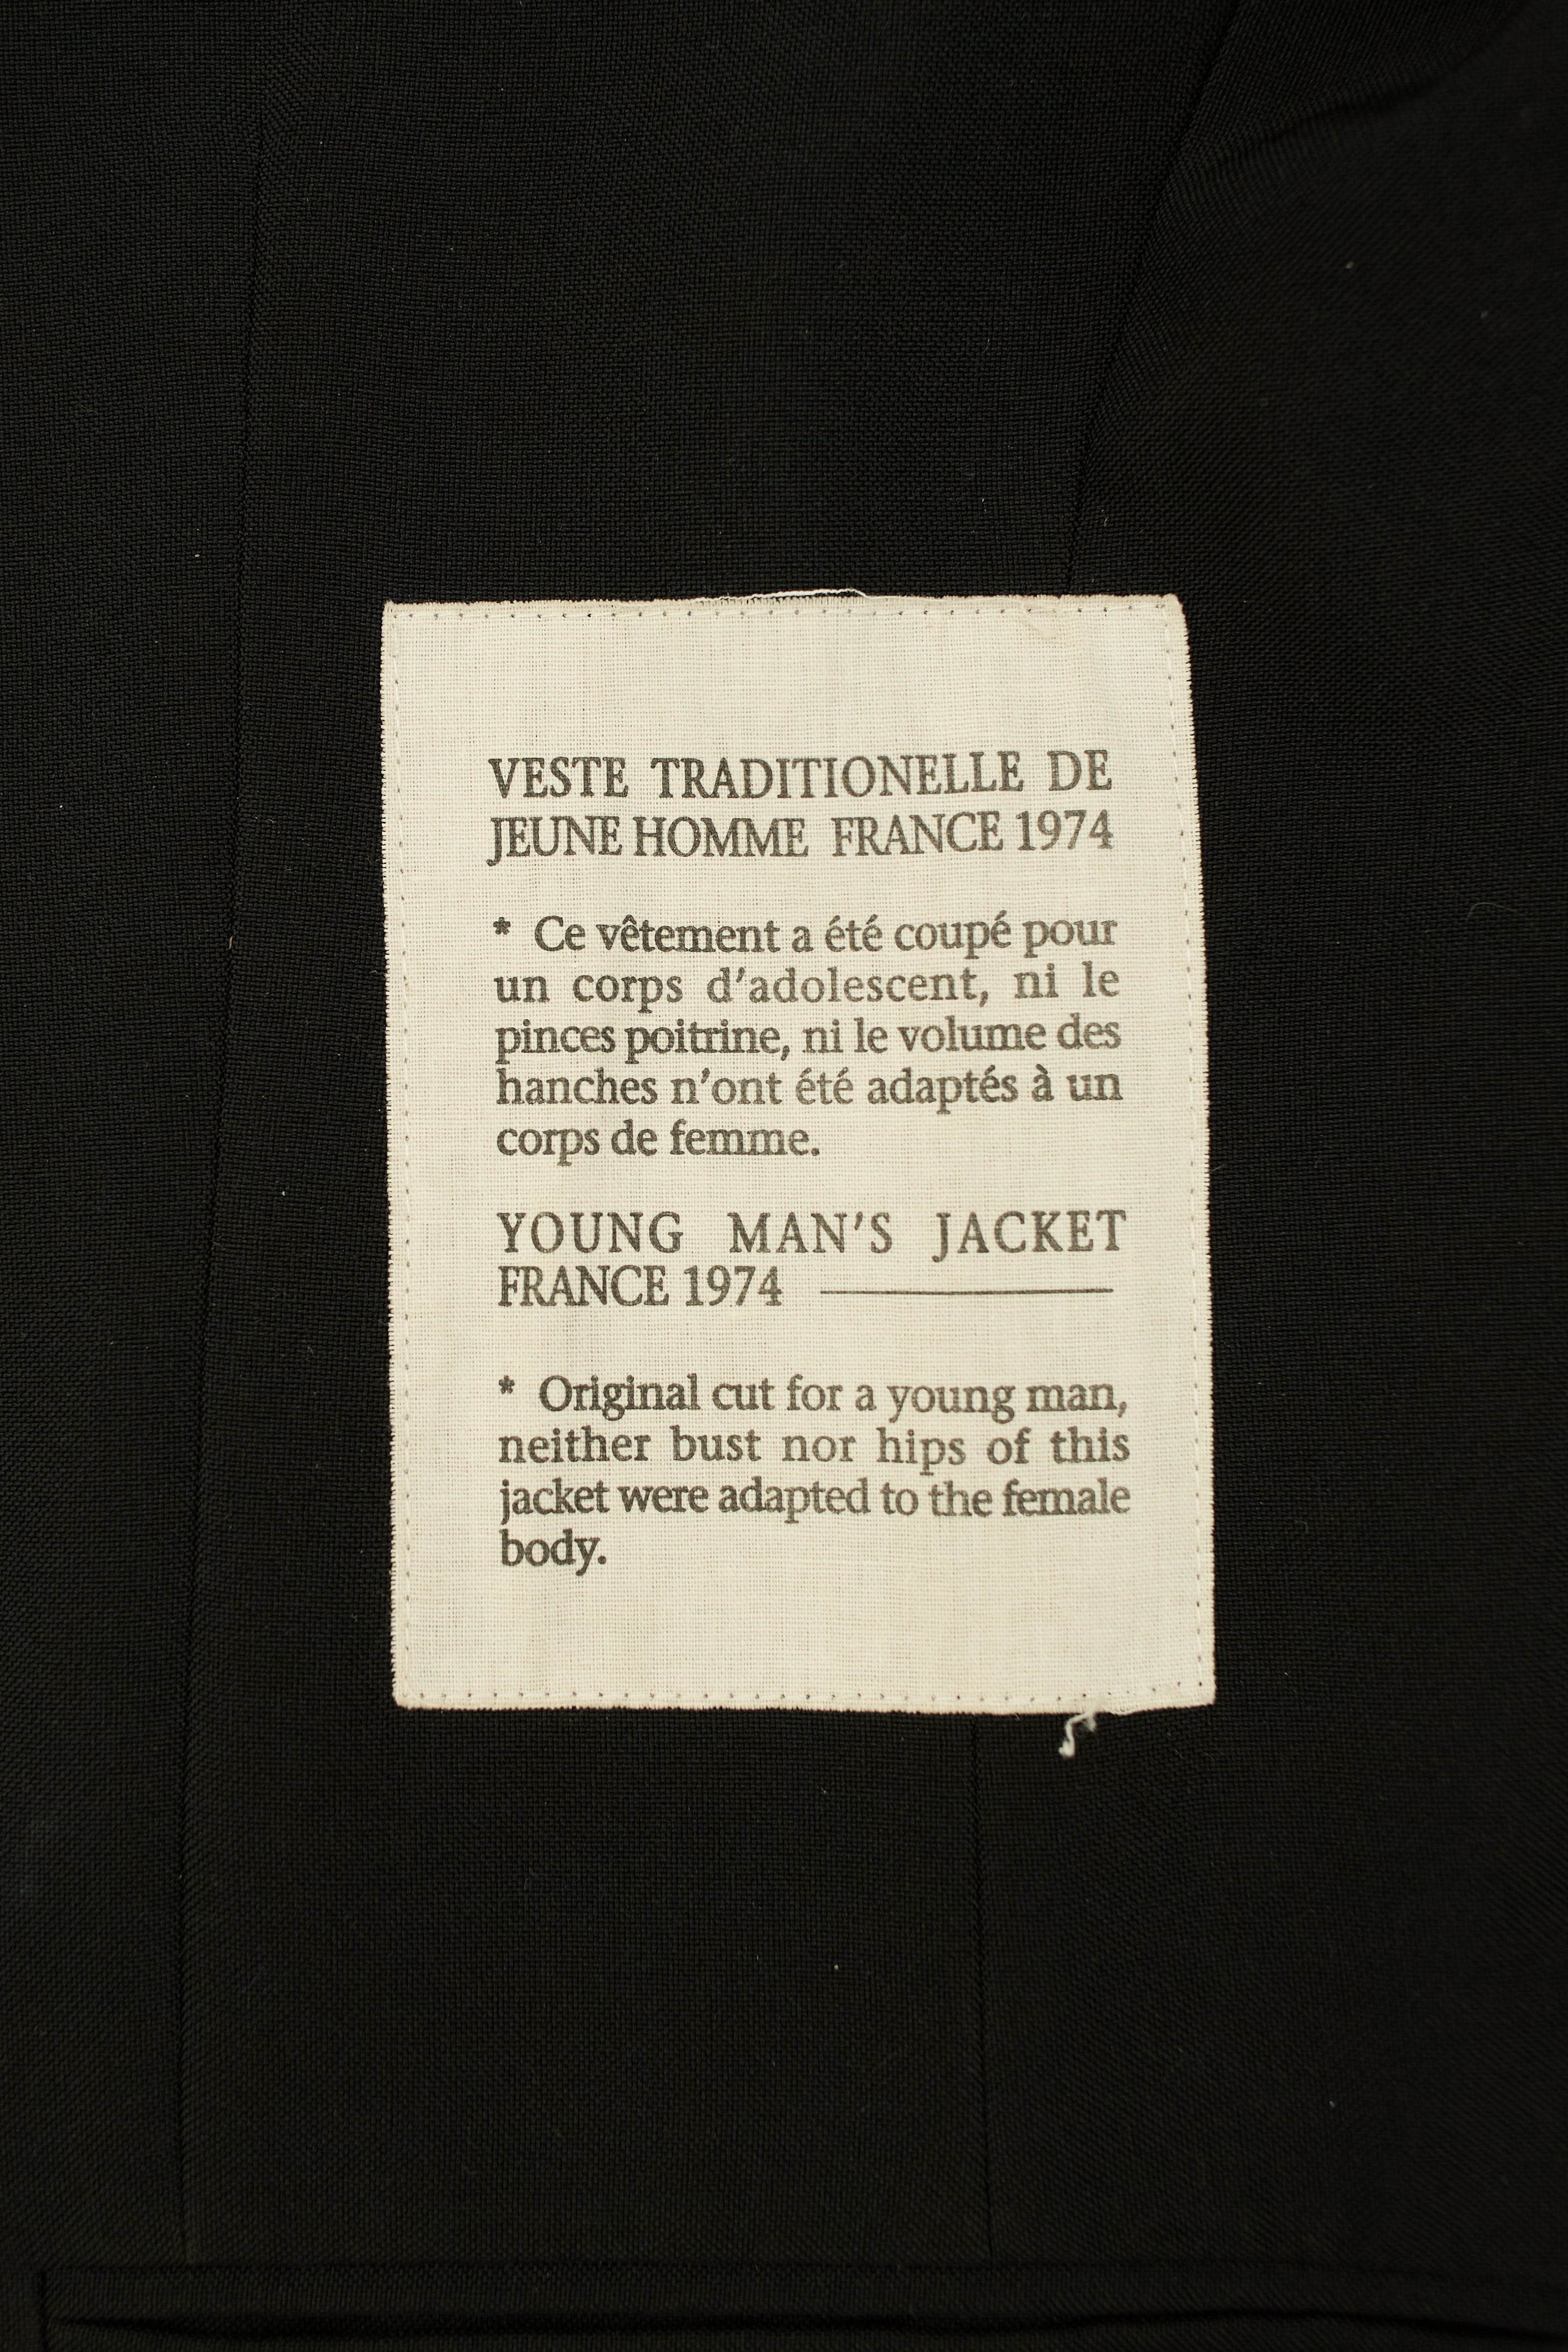 VESTE TRADITIONELLE DE
JEUNE HOMME FRANCE 1974
* Ce vêtement a été coupé pour
un corps d'adolescent, ni le
pinces poitrine, ni le volume des
hanches n'ont été adaptés à un
corps de femme.
YOUNG MAN'S JACKET
FRANCE 1974
* Original cut for a young man,
neither bust nor hips of this
jacket were adapted to the female
body.